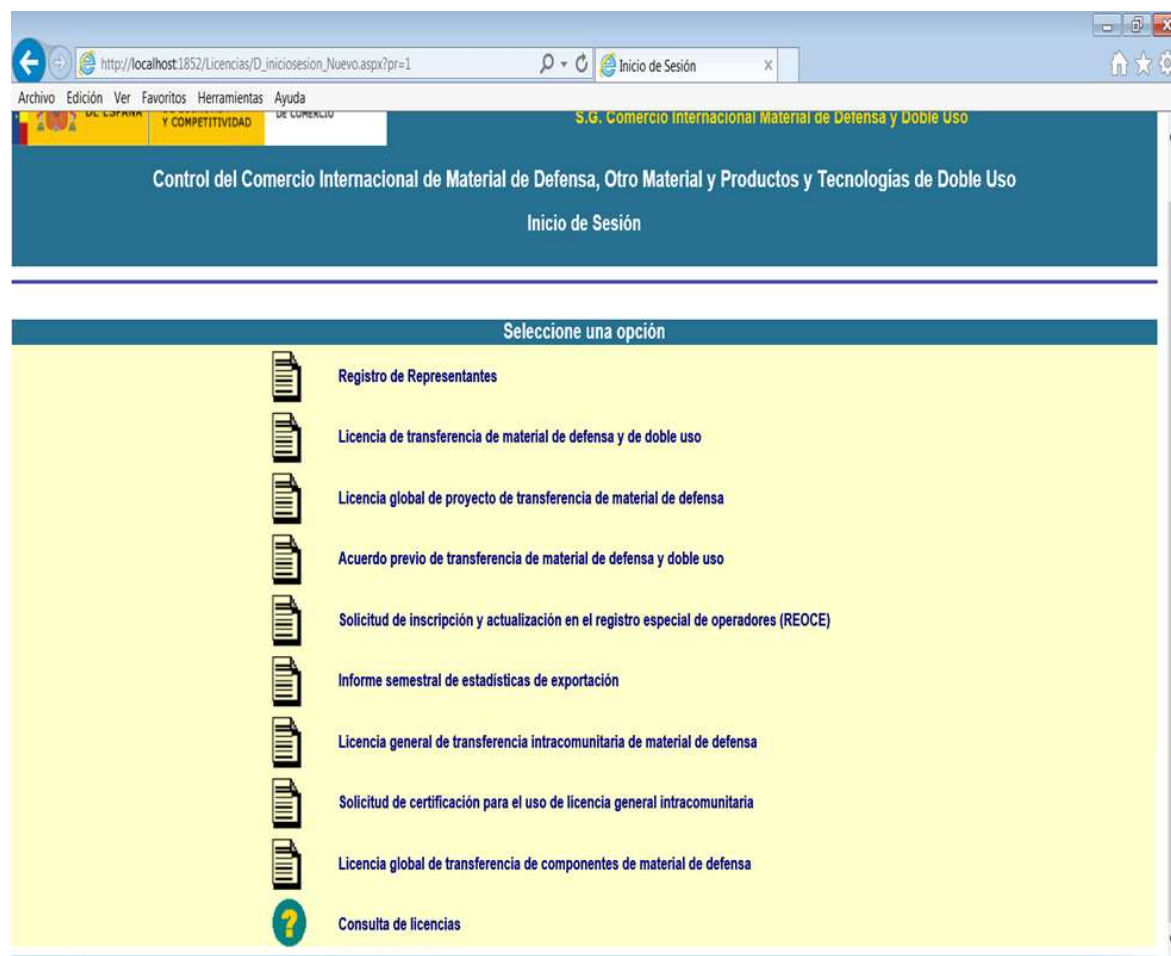 http://localhost:1852/Licencias/D_iniciosesion_Nuevo.aspx?pr=1
Inicio de Sesión
Archivo Edición Ver Favoritos Herramientas Ayuda
DE ESPAÑA
Y COMPETITIVIDAD
DE COMERCIO
S.G. Comercio Internacional Material de Defensa y Doble Uso
Control del Comercio Internacional de Material de Defensa, Otro Material y Productos y Tecnologías de Doble Uso
Inicio de Sesión
Seleccione una opción
Registro de Representantes
Licencia de transferencia de material de defensa y de doble uso
Licencia global de proyecto de transferencia de material de defensa
Acuerdo previo de transferencia de material de defensa y doble uso
Solicitud de inscripción y actualización en el registro especial de operadores (REOCE)
Informe semestral de estadísticas de exportación
Licencia general de transferencia intracomunitaria de material de defensa
Solicitud de certificación para el uso de licencia general intracomunitaria
Licencia global de transferencia de componentes de material de defensa
? Consulta de licencias